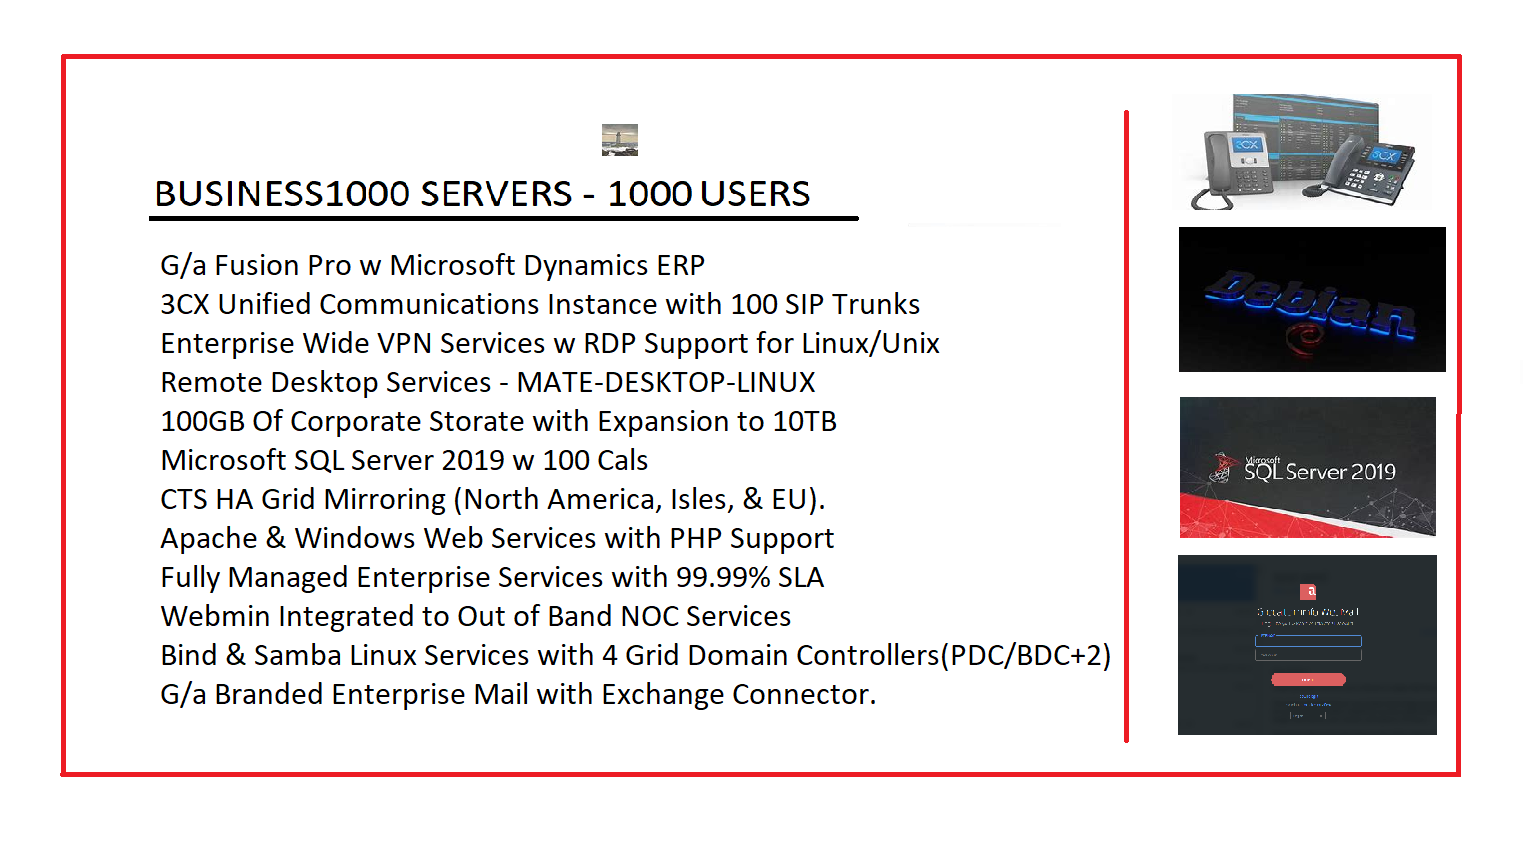 BUSINESS1000 SERVERS - 1000 USERS
G/a Fusion Pro w Microsoft Dynamics ERP
3CX Unified Communications Instance with 100 SIP Trunks
Enterprise Wide VPN Services w RDP Support for Linux/Unix
Remote Desktop Services - MATE-DESKTOP-LINUX
100GB Of Corporate Storate with Expansion to 10TB
Microsoft SQL Server 2019 w 100 Cals
CTS HA Grid Mirroring (North America, Isles, & EU).
Apache & Windows Web Services with PHP Support
Fully Managed Enterprise Services with 99.99% SLA
Webmin Integrated to Out of Band NOC Services
Bind & Samba Linux Services with 4 Grid Domain Controllers(PDC/BDC+2)
G/a Branded Enterprise Mail with Exchange Connector.
3CX
3CX
Debian
Microsoft
SQL Server 2019
a